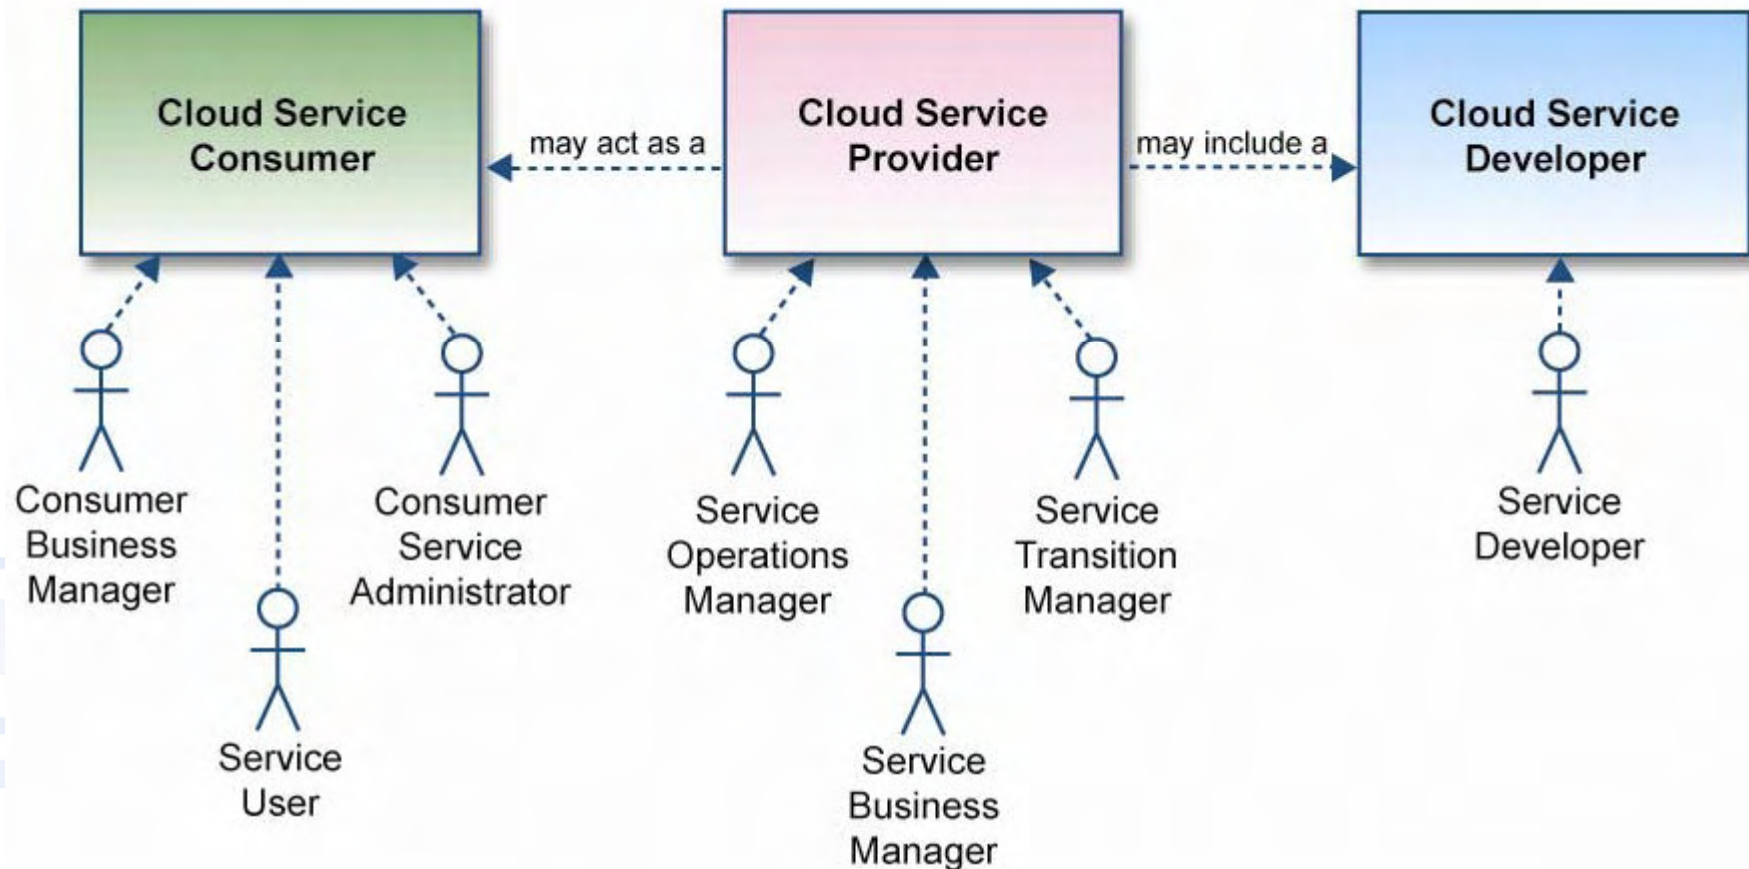 Cloud Service
Consumer
may act as a
Cloud Service
Provider
may include a
Cloud Service
Developer
Consumer
Business
Manager
Service
User
Consumer
Service
Administrator
Service
Operations
Manager
Service
Business
Manager
Service
Transition
Manager
Service
Developer